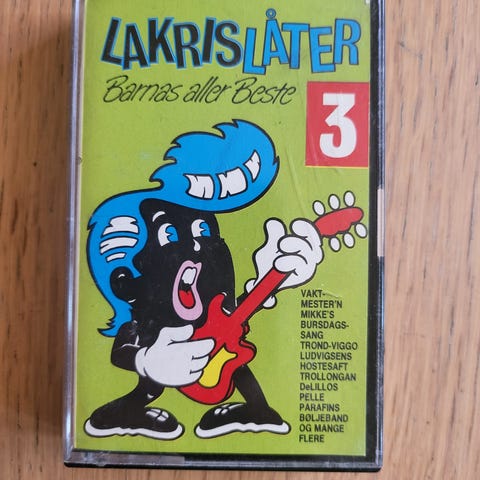 LAKRISLÅTER
Barnas aller Beste
3
VAKT-
MESTER'N
MIKKE'S
BURSDAGS-
SANG
TROND-VIGGO
LUDVIGSENS
HOSTESAFT
TROLLONGAN
DeLILLOS
PELLE
PARAFINS
BØLJEBAND
OG MANGE
FLERE